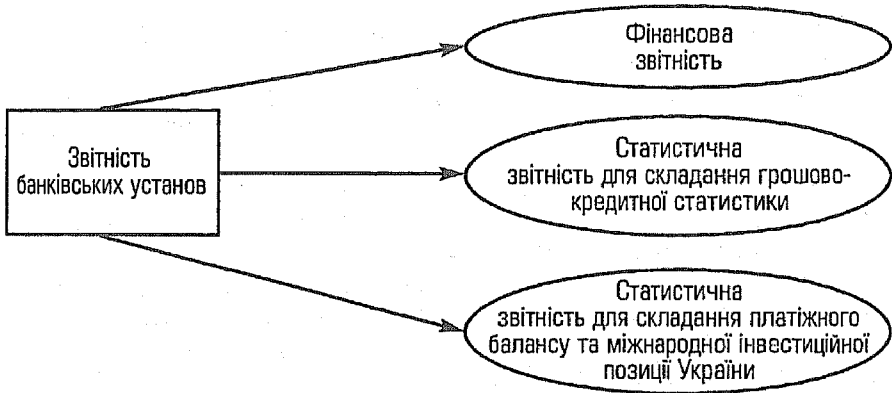 Фінансова
звітність
Звітність
банківських установ
Статистична
звітність для складання грошово-
кредитної статистики
Статистична
звітність для складання платіжного
балансу та міжнародної інвестиційної
позиції України